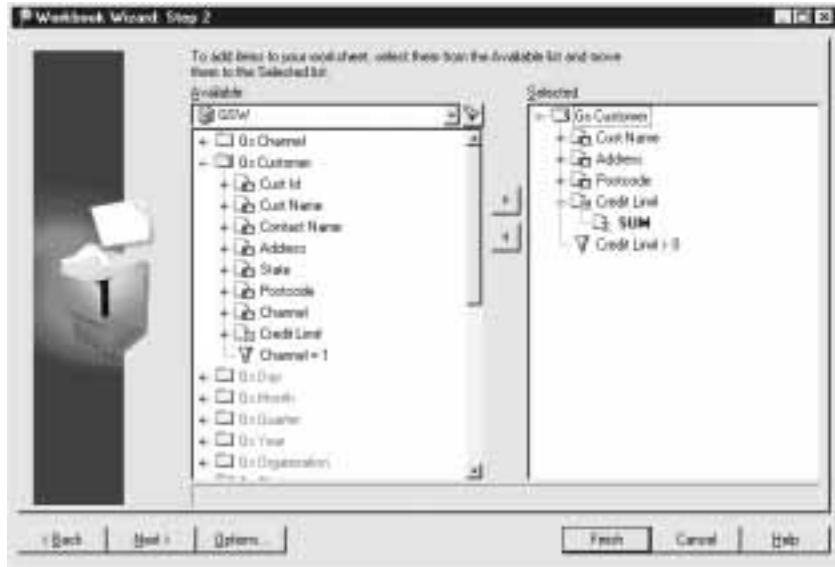 Workbook Wizard: Step 2
To add items to your worksheet, select them from the Available list and move
them to the Selected list.
Available
GSW
+ Gs Channel
- Gs Customer
+ Cust Id
+ Cust Name
+ Contact Name
+ Address
+ State
+ Postcode
+ Channel
+ Credit Limit
Channel = 1
+ Gs Day
+ Gs Month
+ Gs Quarter
+ Gs Year
+ Gs Organisation
Selected
- Gs Customer
+ Cust Name
+ Address
+ Postcode
- Credit Limit
SUM
Credit Limit > 0
< Back
Next >
Options...
Finish
Cancel
Help